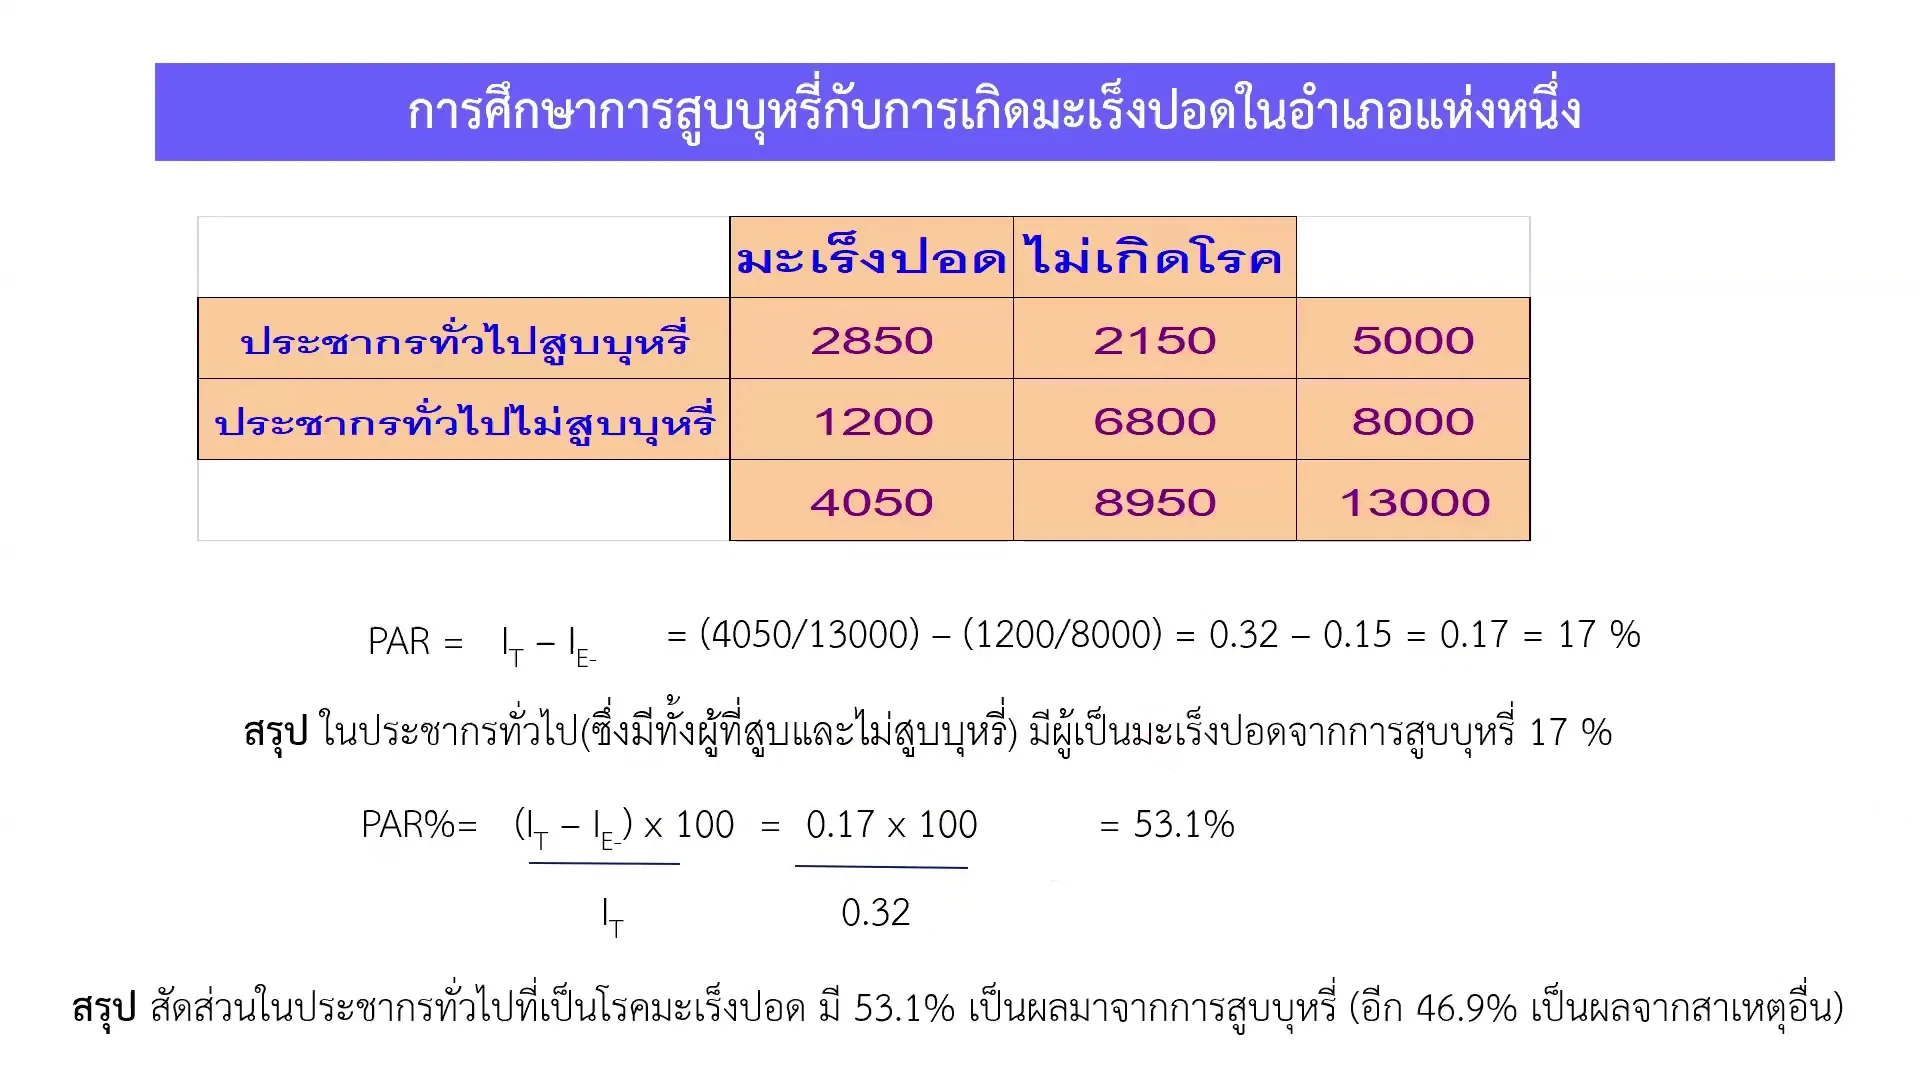 การศึกษาการสูบบุหรี่กับการเกิดมะเร็งปอดในอำเภอแห่งหนึ่ง
มะเร็งปอด ไม่เกิดโรค
ประชากรทั่วไปสูบบุหรี่ 2850 2150 5000
ประชากรทั่วไปไม่สูบบุหรี่ 1200 6800 8000
4050 8950 13000
PAR = I_T – I_E- = (4050/13000) – (1200/8000) = 0.32 – 0.15 = 0.17 = 17 %
สรุป ในประชากรทั่วไป(ซึ่งมีทั้งผู้ที่สูบและไม่สูบบุหรี่) มีผู้เป็นมะเร็งปอดจากการสูบบุหรี่ 17 %
PAR%= (I_T – I_E-) x 100 = 0.17 x 100 = 53.1%
I_T 0.32
สรุป สัดส่วนในประชากรทั่วไปที่เป็นโรคมะเร็งปอด มี 53.1% เป็นผลมาจากการสูบบุหรี่ (อีก 46.9% เป็นผลจากสาเหตุอื่น)